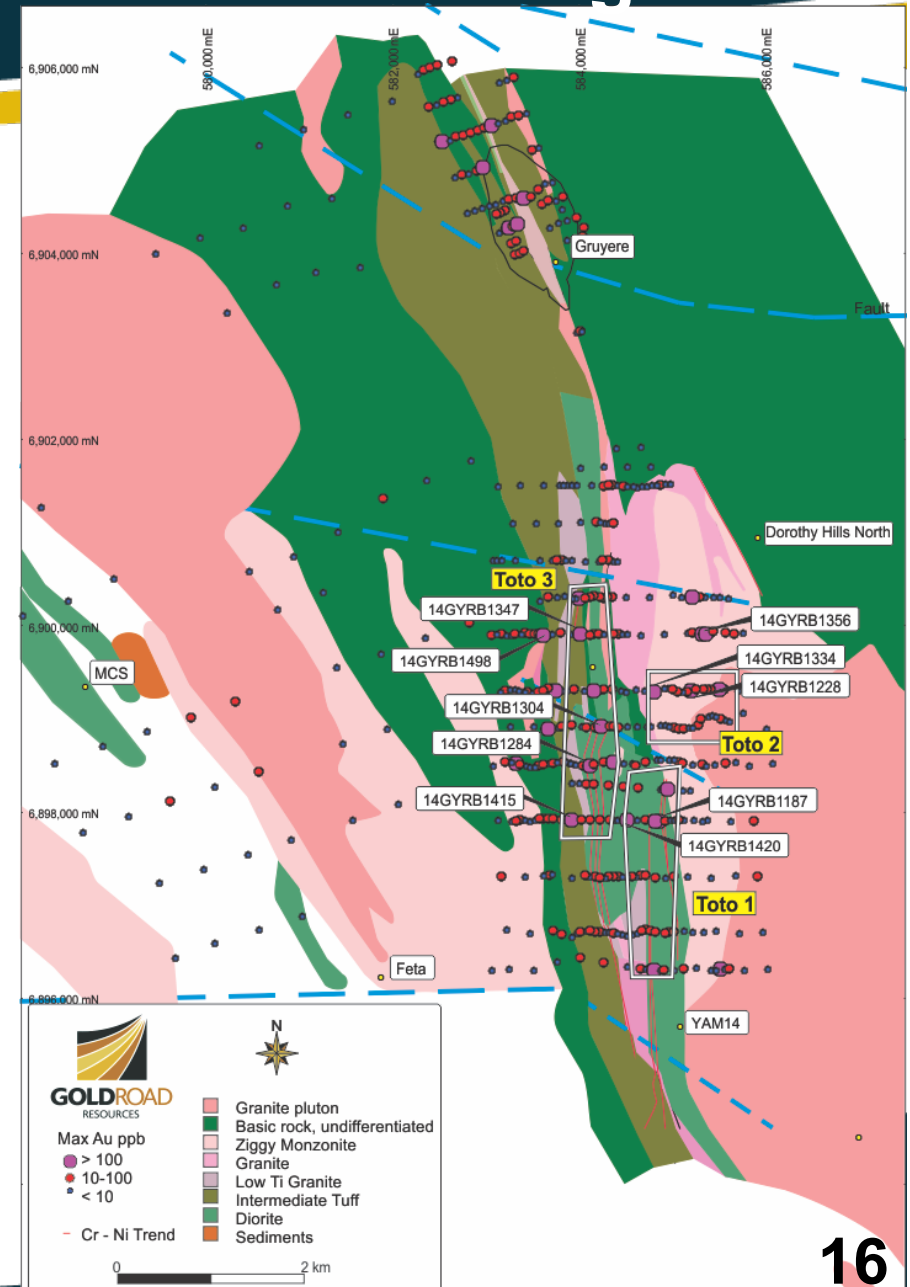 580,000 mE
582,000 mE
584,000 mE
586,000 mE
6,906,000 mN
Gruyere
6,904,000 mN
Fault
6,902,000 mN
Dorothy Hills North
Toto 3
14GYRB1347
14GYRB1356
6,900,000 mN
14GYRB1498
14GYRB1334
MCS
14GYRB1228
14GYRB1304
14GYRB1284
Toto 2
14GYRB1415
14GYRB1187
6,898,000 mN
14GYRB1420
Toto 1
Feta
6,896,000 mN
YAM14
N
GOLDROAD
RESOURCES
Max Au ppb
> 100
10-100
< 10
Cr - Ni Trend
Granite pluton
Basic rock, undifferentiated
Ziggy Monzonite
Granite
Low Ti Granite
Intermediate Tuff
Diorite
Sediments
0 2 km
16